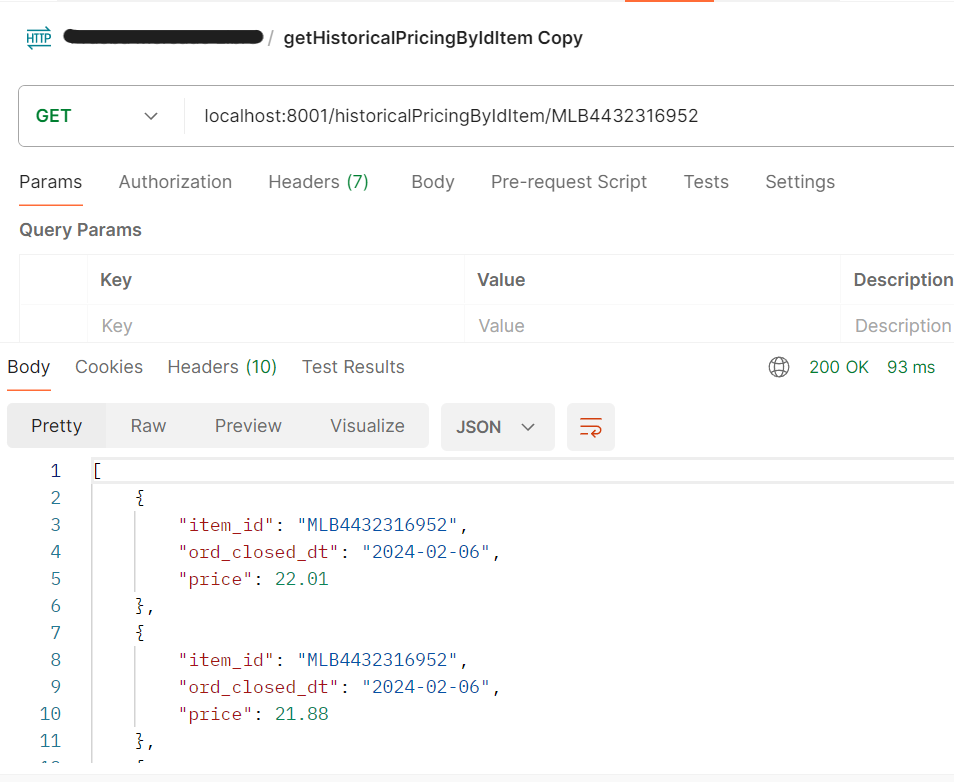 HTTP / getHistoricalPricingByIdItem Copy
GET localhost:8001/historicalPricingByIdItem/MLB4432316952
Params Authorization Headers (7) Body Pre-request Script Tests Settings
Query Params
Key Value Description
Key Value Description
Body Cookies Headers (10) Test Results 200 OK 93 ms
Pretty Raw Preview Visualize JSON
1 [
2 {
3 "item_id": "MLB4432316952",
4 "ord_closed_dt": "2024-02-06",
5 "price": 22.01
6 },
7 {
8 "item_id": "MLB4432316952",
9 "ord_closed_dt": "2024-02-06",
10 "price": 21.88
11 },